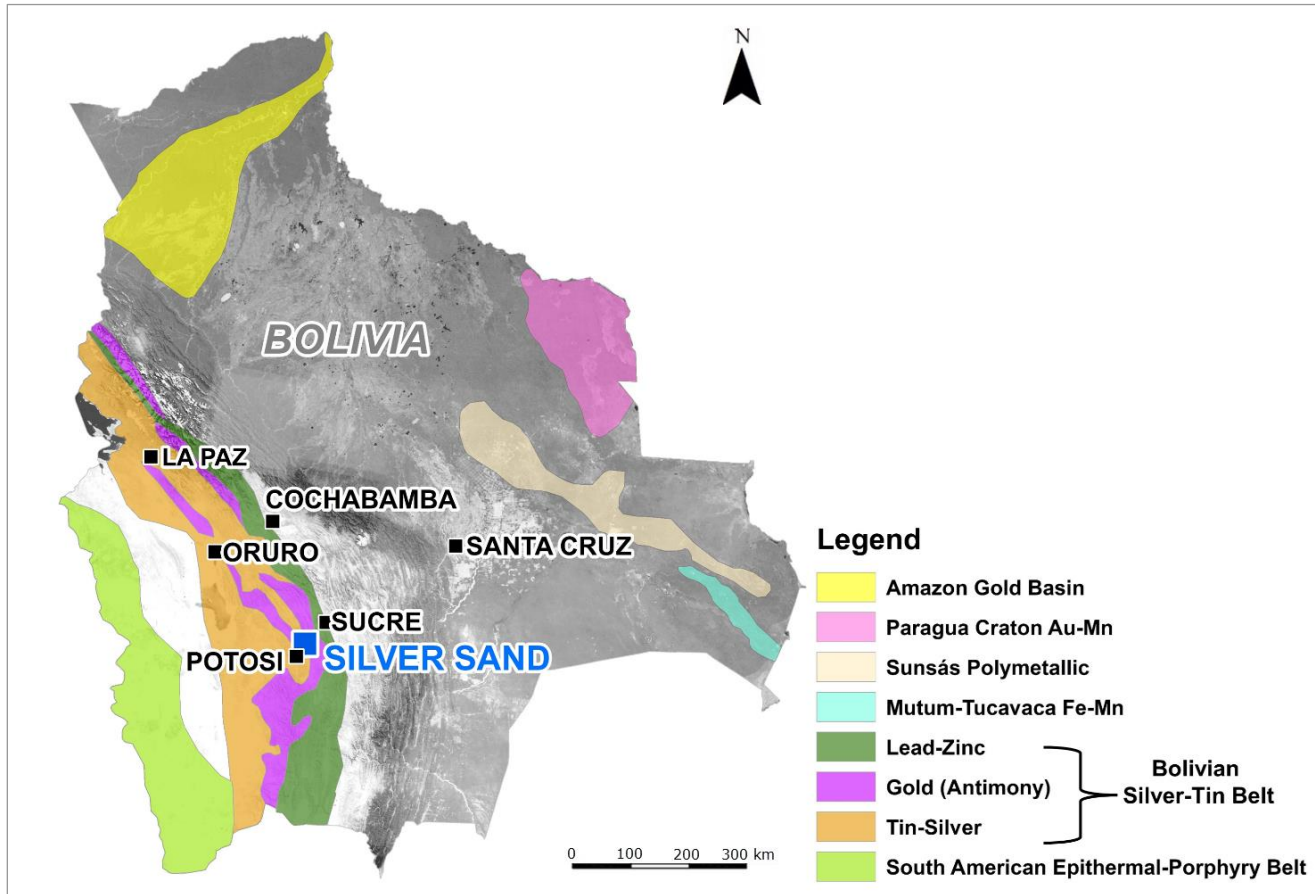 N
BOLIVIA
LA PAZ
COCHABAMBA
ORURO
SANTA CRUZ
SUCRE
POTOSI
SILVER SAND
Legend
Amazon Gold Basin
Paragua Craton Au-Mn
Sunsás Polymetallic
Mutum-Tucavaca Fe-Mn
Lead-Zinc
Gold (Antimony)
Tin-Silver
Bolivian
Silver-Tin Belt
South American Epithermal-Porphyry Belt
0 100 200 300 km